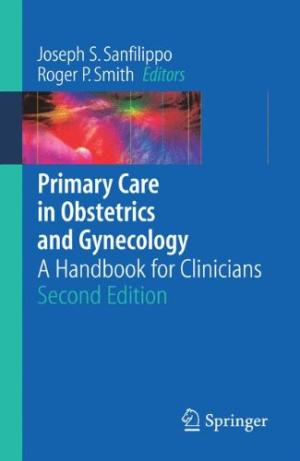 Joseph S. Sanfilippo
Roger P. Smith Editors
Primary Care
in Obstetrics
and Gynecology
A Handbook for Clinicians
Second Edition
Springer